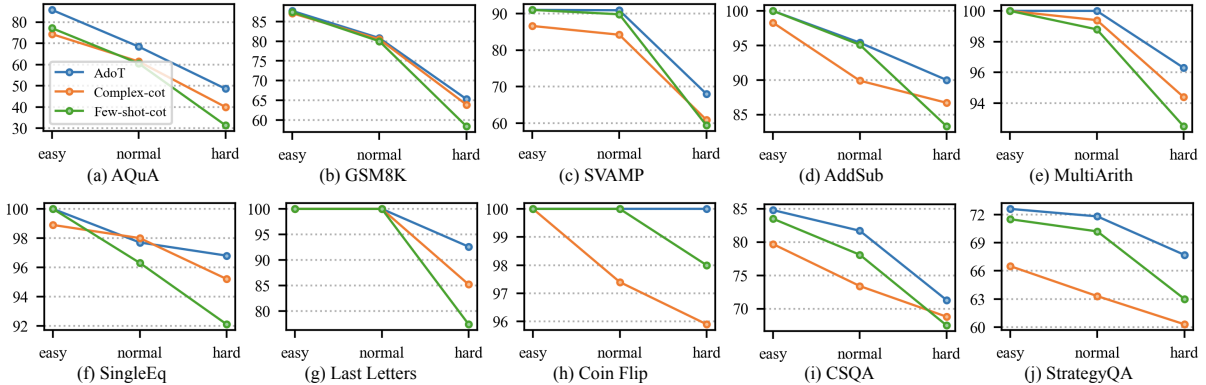 80
70
60
50
40
30
AdoT
Complex-cot
Few-shot-cot
easy normal hard
(a) AQuA
85
80
75
70
65
60
easy normal hard
(b) GSM8K
90
80
70
60
easy normal hard
(c) SVAMP
100
95
90
85
easy normal hard
(d) AddSub
100
98
96
94
easy normal hard
(e) MultiArith
100
98
96
94
92
easy normal hard
(f) SingleEq
100
95
90
85
80
easy normal hard
(g) Last Letters
100
99
98
97
96
easy normal hard
(h) Coin Flip
85
80
75
70
easy normal hard
(i) CSQA
72
69
66
63
60
easy normal hard
(j) StrategyQA